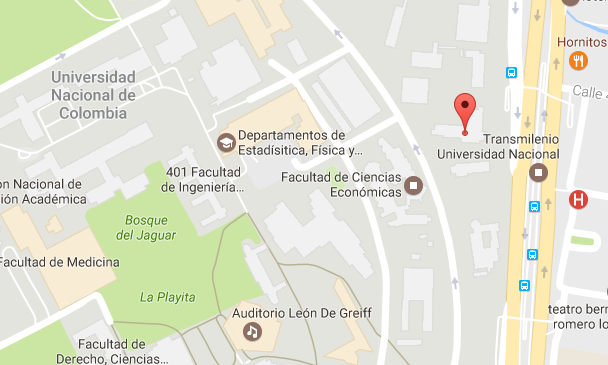 Hornitos
Calle
Universidad
Nacional de
Colombia
Departamentos de
Estadísitica, Física y...
Transmilenio
Universidad Nacional
401 Facultad
de Ingeniería...
Facultad de Ciencias
Económicas
on Nacional de
ión Académica
H
Bosque
del Jaguar
Facultad de Medicina
La Playita
Auditorio León De Greiff
teatro ber
romero lo
Facultad de
Derecho, Ciencias...